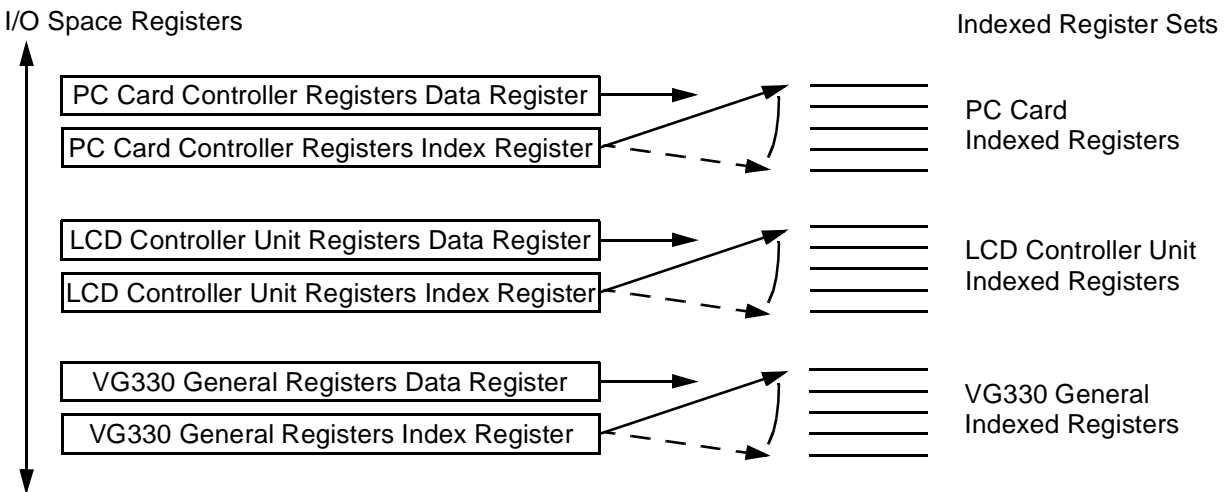 I/O Space Registers
Indexed Register Sets
PC Card Controller Registers Data Register
PC Card Controller Registers Index Register
PC Card
Indexed Registers
LCD Controller Unit Registers Data Register
LCD Controller Unit Registers Index Register
LCD Controller Unit
Indexed Registers
VG330 General Registers Data Register
VG330 General Registers Index Register
VG330 General
Indexed Registers